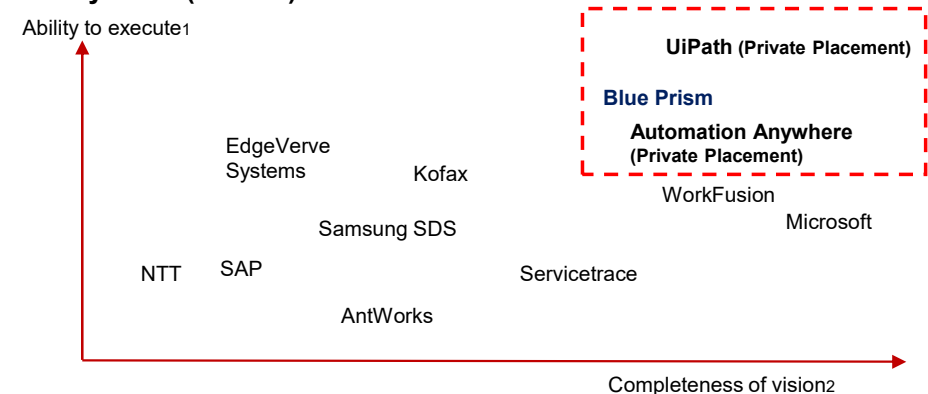 Ability to execute1
UiPath (Private Placement)
Blue Prism
Automation Anywhere
(Private Placement)
EdgeVerve
Systems
Kofax
WorkFusion
Microsoft
Samsung SDS
NTT
SAP
Servicetrace
AntWorks
Completeness of vision2